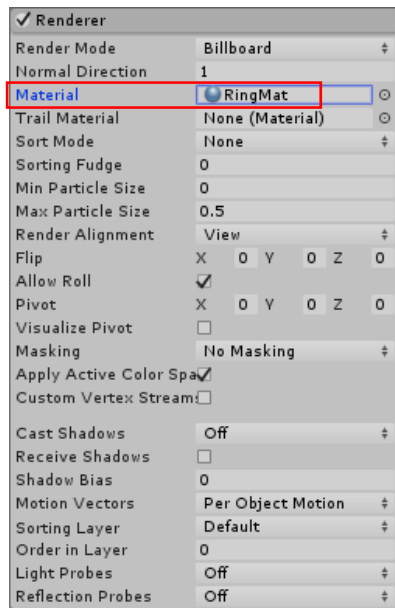 Renderer
Render Mode Billboard
Normal Direction 1
Material RingMat
Trail Material None (Material)
Sort Mode None
Sorting Fudge 0
Min Particle Size 0
Max Particle Size 0.5
Render Alignment View
Flip X 0 Y 0 Z 0
Allow Roll
Pivot X 0 Y 0 Z 0
Visualize Pivot
Masking No Masking
Apply Active Color Spa
Custom Vertex Streams
Cast Shadows Off
Receive Shadows
Shadow Bias 0
Motion Vectors Per Object Motion
Sorting Layer Default
Order in Layer 0
Light Probes Off
Reflection Probes Off